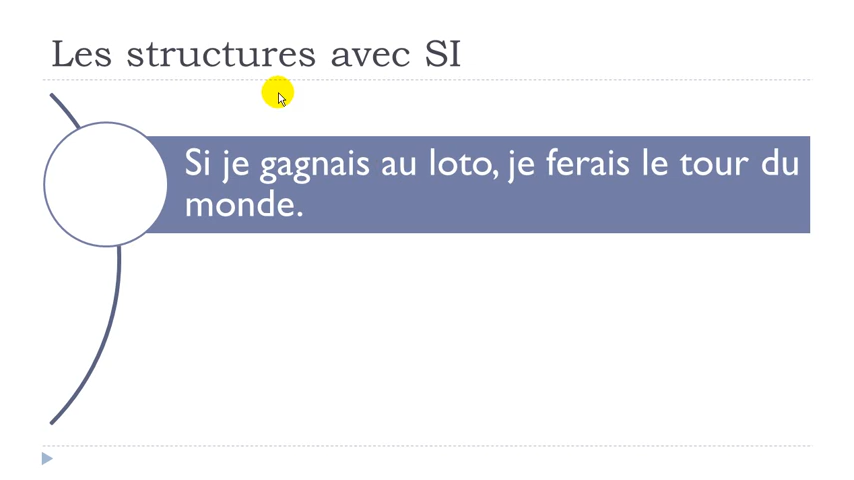 Les structures avec SI
Si je gagnais au loto, je ferais le tour du
monde.